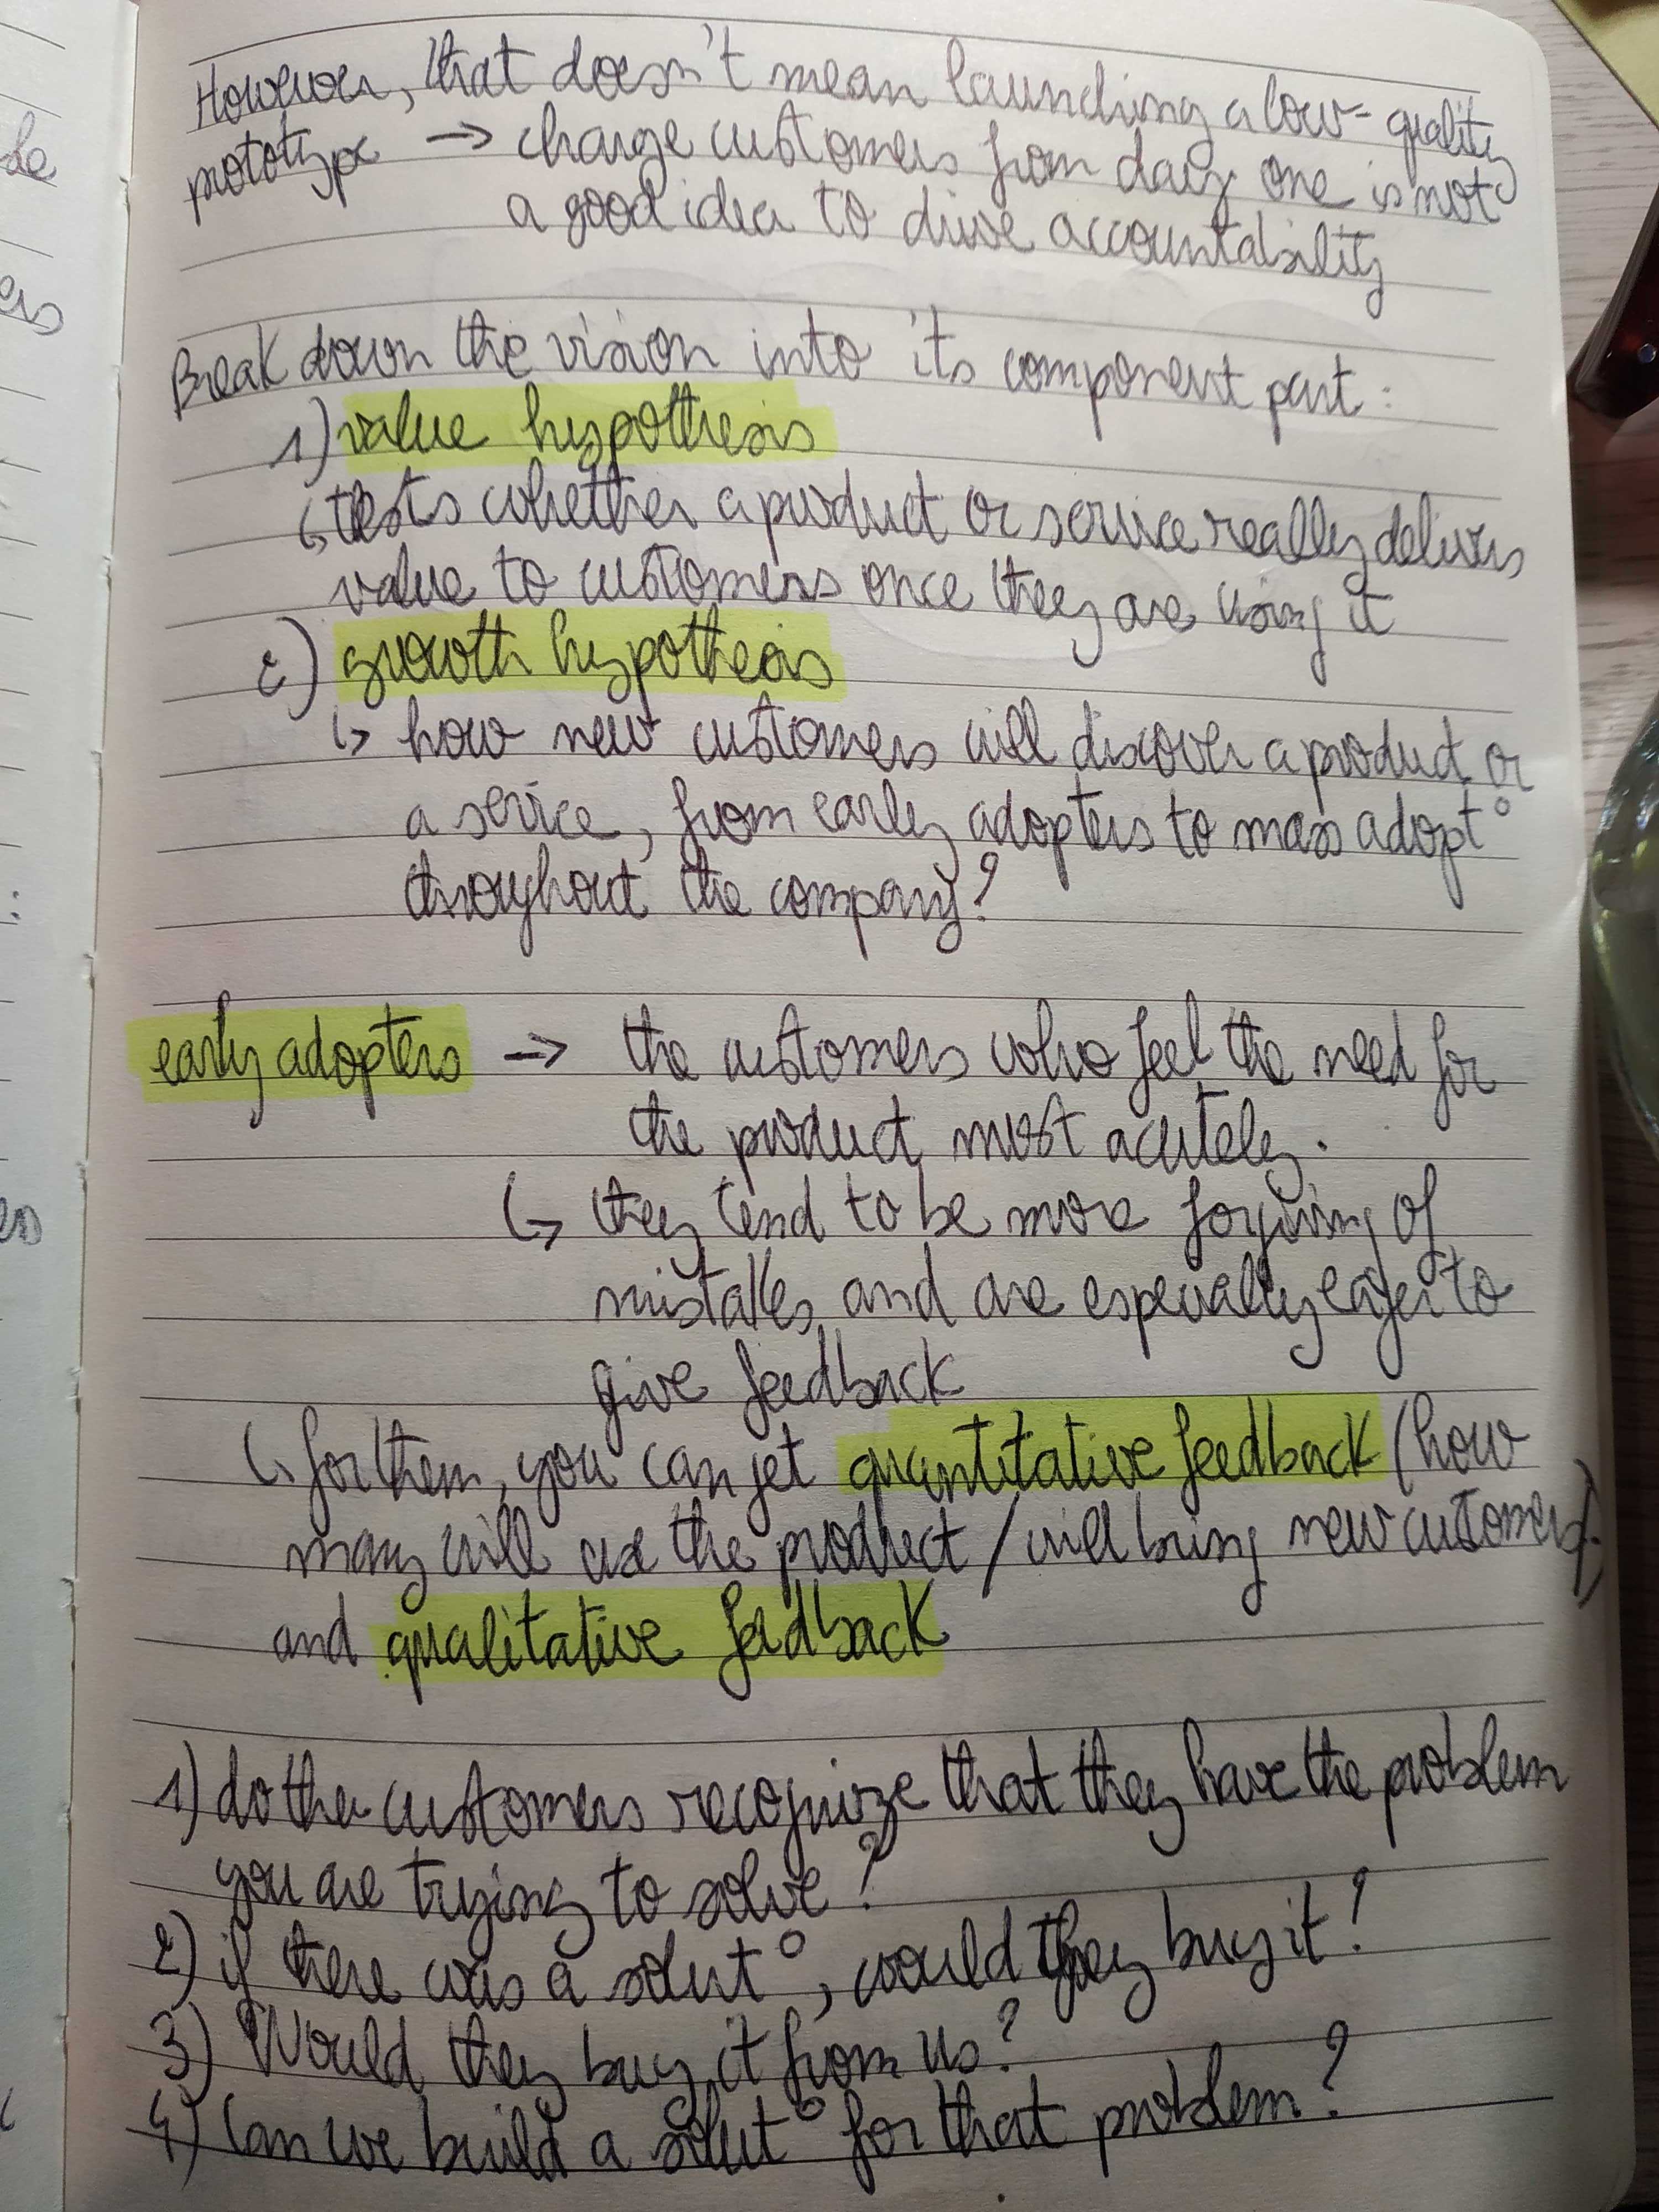 However, that doesn't mean launching a low-quality
prototype → charge customers from day one is not
a good idea to drive accountability
Break down the vision into its component part:
1) value hypothesis
↳ tests whether a product or service really delivers
value to customers once they are using it
2) growth hypothesis
↳ how new customers will discover a product or
a service, from early adopters to mass adopt°
throughout the company?
early adopters → the customers who feel the need for
the product most acutely.
↳ they tend to be more forgiving of
mistakes and are especially eager to
give feedback
↳ for them, you can get quantitative feedback (how
many will use the product / will bring new customers).
and qualitative feedback
1) do the customers recognize that they have the problem
you are trying to solve?
2) if there was a solut°, would they buy it?
3) Would they buy it from us?
4) Can we build a solut° for that problem?